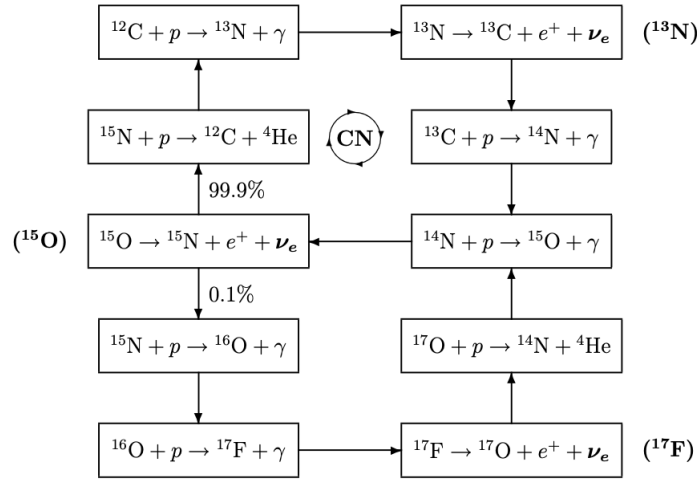 ¹²C + p → ¹³N + γ
¹³N → ¹³C + e⁺ + νₑ
(¹³N)
¹⁵N + p → ¹²C + ⁴He
CN
¹³C + p → ¹⁴N + γ
99.9%
(¹⁵O)
¹⁵O → ¹⁵N + e⁺ + νₑ
¹⁴N + p → ¹⁵O + γ
0.1%
¹⁵N + p → ¹⁶O + γ
¹⁷O + p → ¹⁴N + ⁴He
¹⁶O + p → ¹⁷F + γ
¹⁷F → ¹⁷O + e⁺ + νₑ
(¹⁷F)